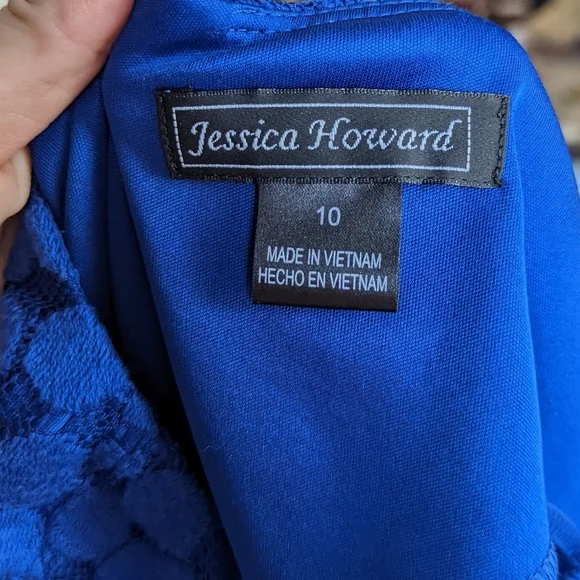 Jessica Howard
10
MADE IN VIETNAM
HECHO EN VIETNAM